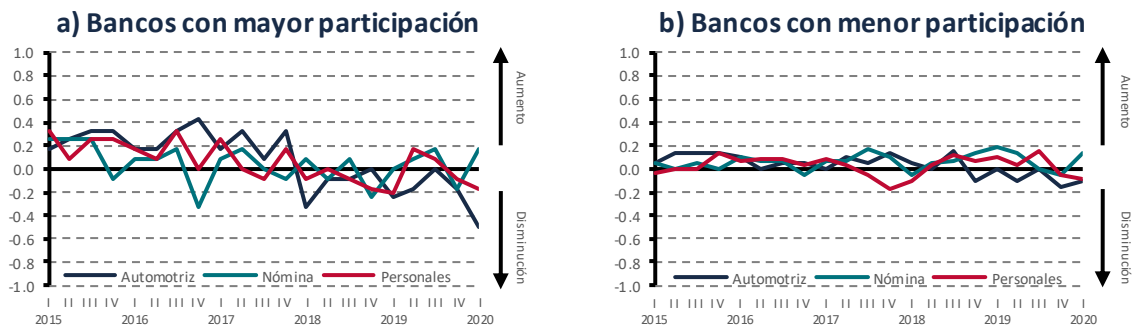 a) Bancos con mayor participación
1.0
0.8
0.6
0.4
0.2
0.0
-0.2
-0.4
-0.6
-0.8
-1.0
Aumento
Disminución
Automotriz Nómina Personales
I II III IV I II III IV I II III IV I II III IV I II III IV I
2015 2016 2017 2018 2019 2020
b) Bancos con menor participación
1.0
0.8
0.6
0.4
0.2
0.0
-0.2
-0.4
-0.6
-0.8
-1.0
Aumento
Disminución
Automotriz Nómina Personales
I II III IV I II III IV I II III IV I II III IV I II III IV I
2015 2016 2017 2018 2019 2020